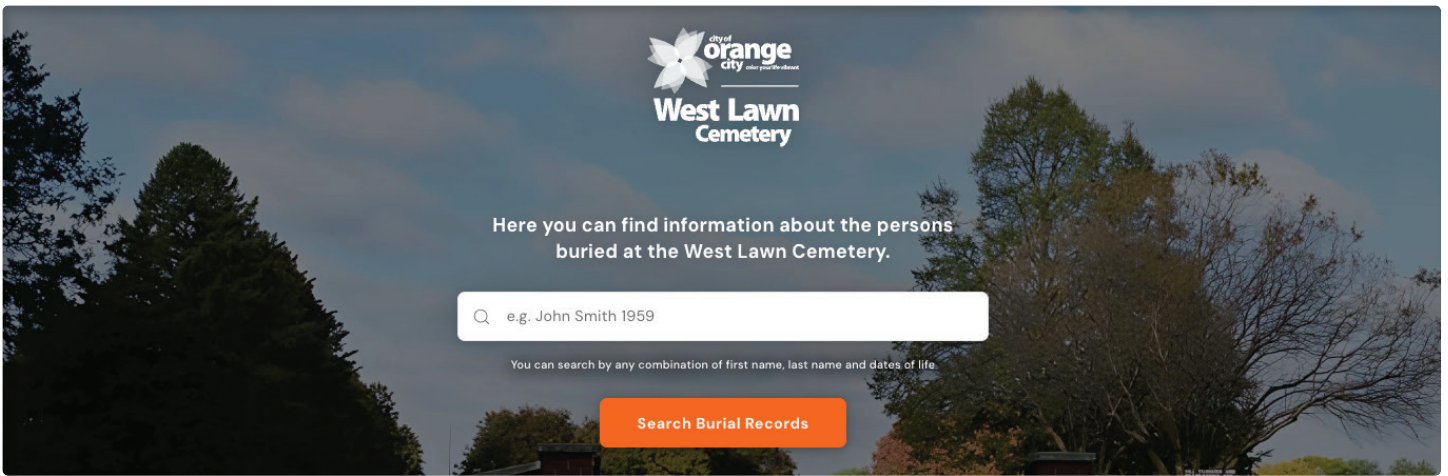 city of
orange
city color your life vibrant
West Lawn
Cemetery
Here you can find information about the persons
buried at the West Lawn Cemetery.
e.g. John Smith 1959
You can search by any combination of first name, last name and dates of life.
Search Burial Records